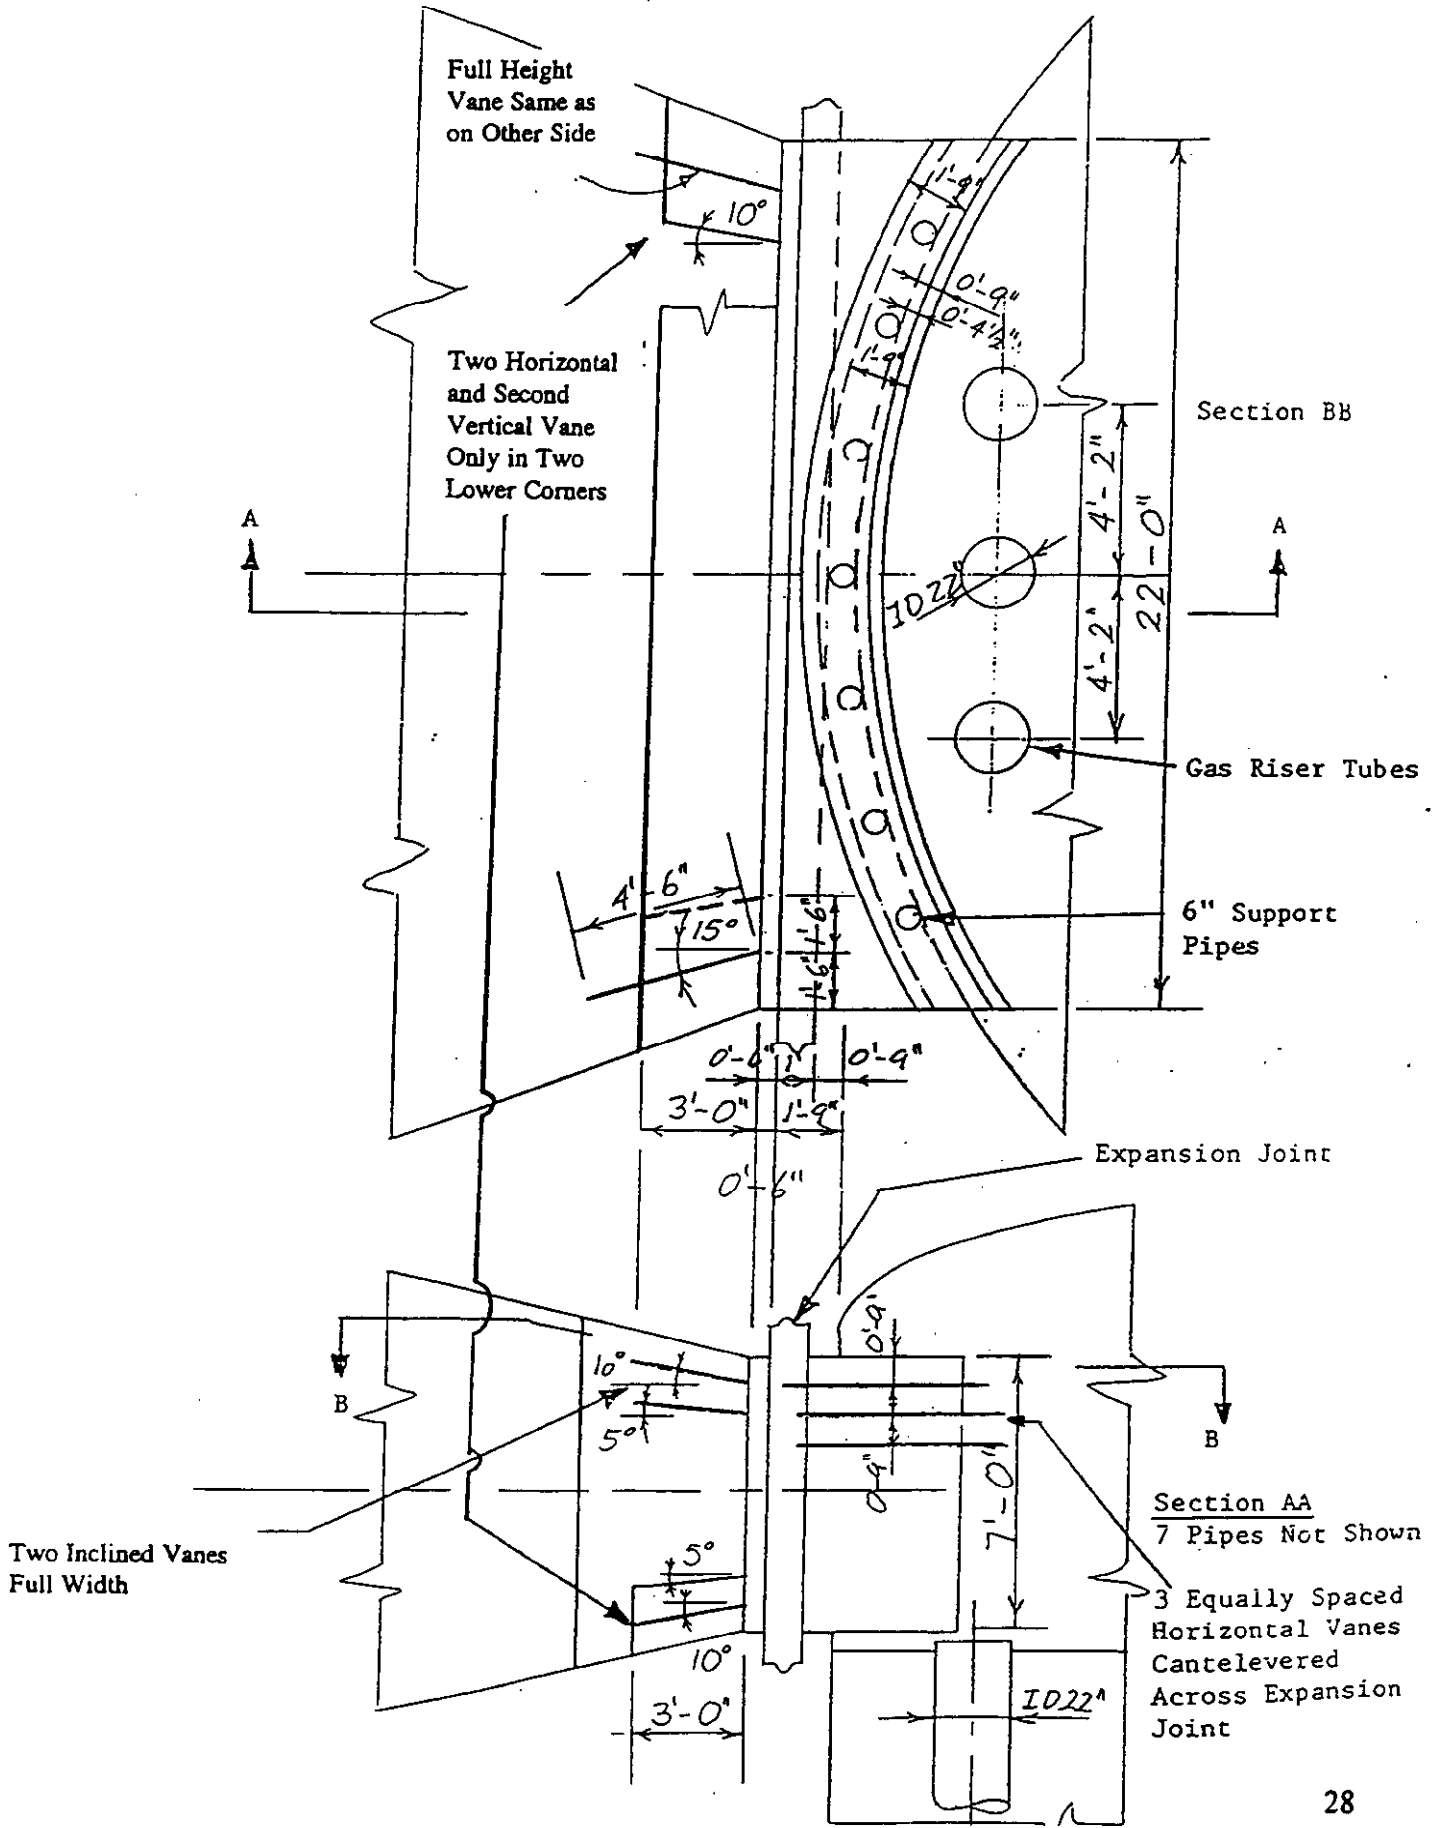 Full Height
Vane Same as
on Other Side
1'-9"
10°
0'-9"
0'-4½"
Two Horizontal
and Second
Vertical Vane
Only in Two
Lower Corners
1'-9"
Section BB
4'-2"
22'-0"
A
A
ID22"
4'-2"
Gas Riser Tubes
4'-6"
15°
1'-6"
1'-6"
6" Support
Pipes
0'-6"
1'
0'-9"
3'-0"
1'-9"
Expansion Joint
0'-6"
0'-9'
10°
B
5°
B
0-9"
7'-0"
Section AA
7 Pipes Not Shown
Two Inclined Vanes
Full Width
5°
3 Equally Spaced
Horizontal Vanes
Cantelevered
Across Expansion
Joint
10°
3'-0"
ID22"
28